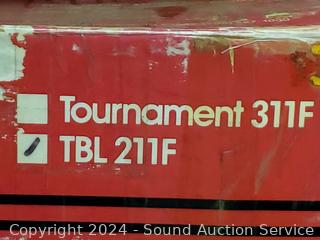 Tournament 311F
TBL 211F
Copyright 2024 - Sound Auction Service